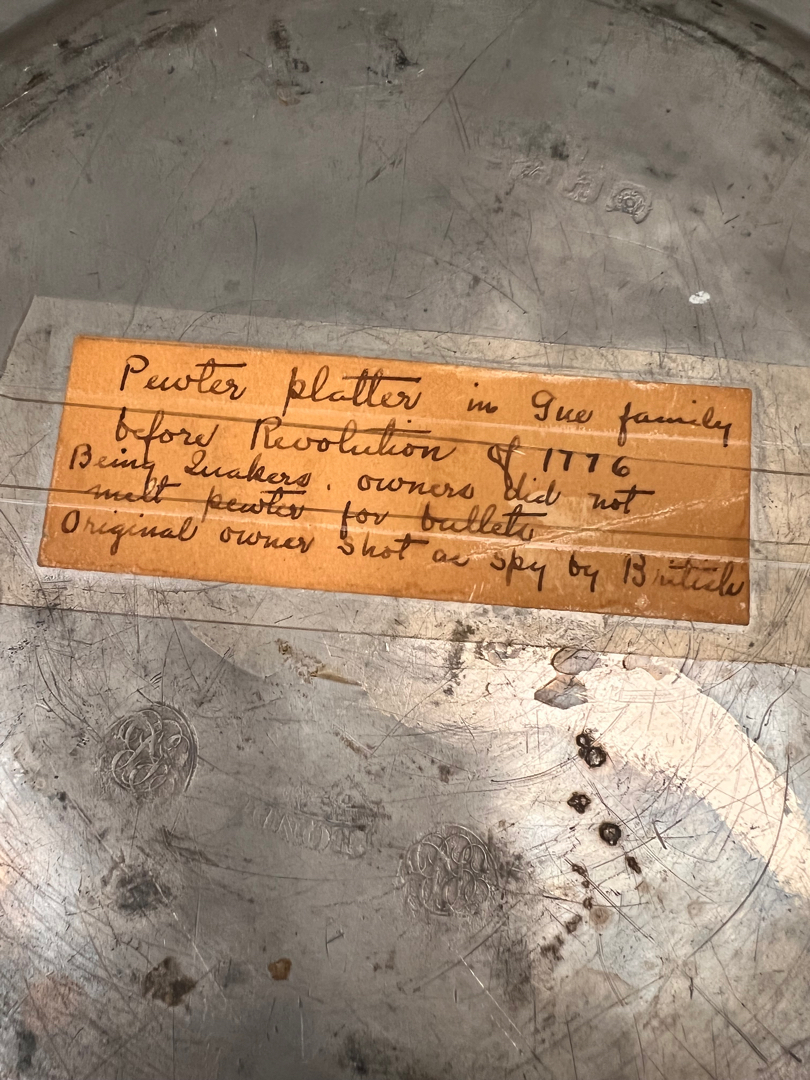 Pewter platter in Gue family
before Revolution of 1776
Being Quakers, owners did not
melt pewter for bullets
Original owner shot as spy by British